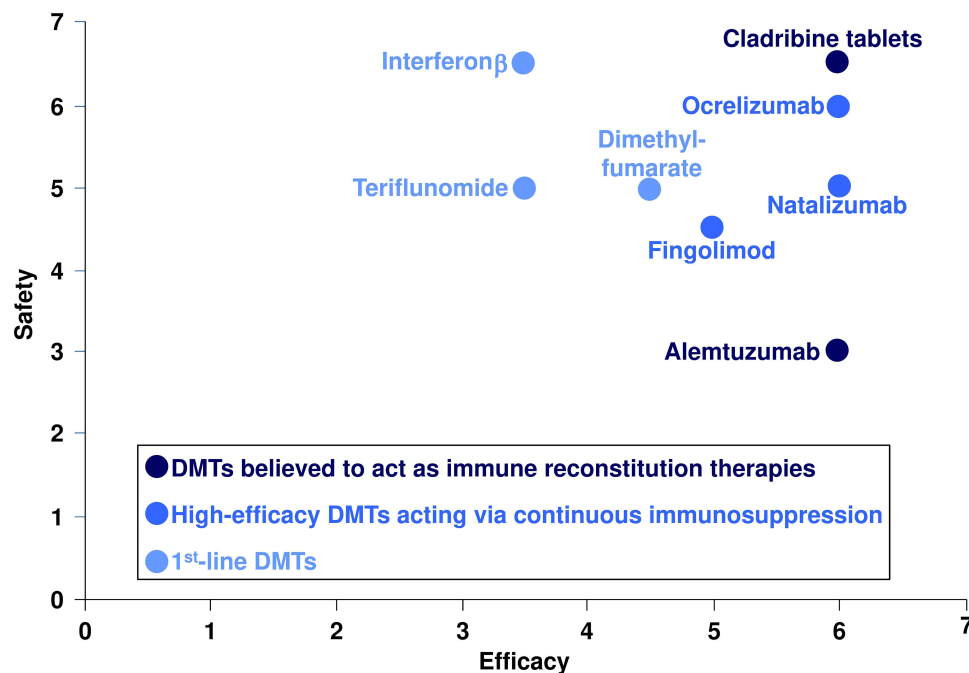 7
Cladribine tablets
Interferon β
6
Ocrelizumab
Dimethyl-
fumarate
5
Teriflunomide
Natalizumab
Fingolimod
4
Safety
3
Alemtuzumab
2
DMTs believed to act as immune reconstitution therapies
High-efficacy DMTs acting via continuous immunosuppression
1
1st-line DMTs
0
0 1 2 3 4 5 6 7
Efficacy